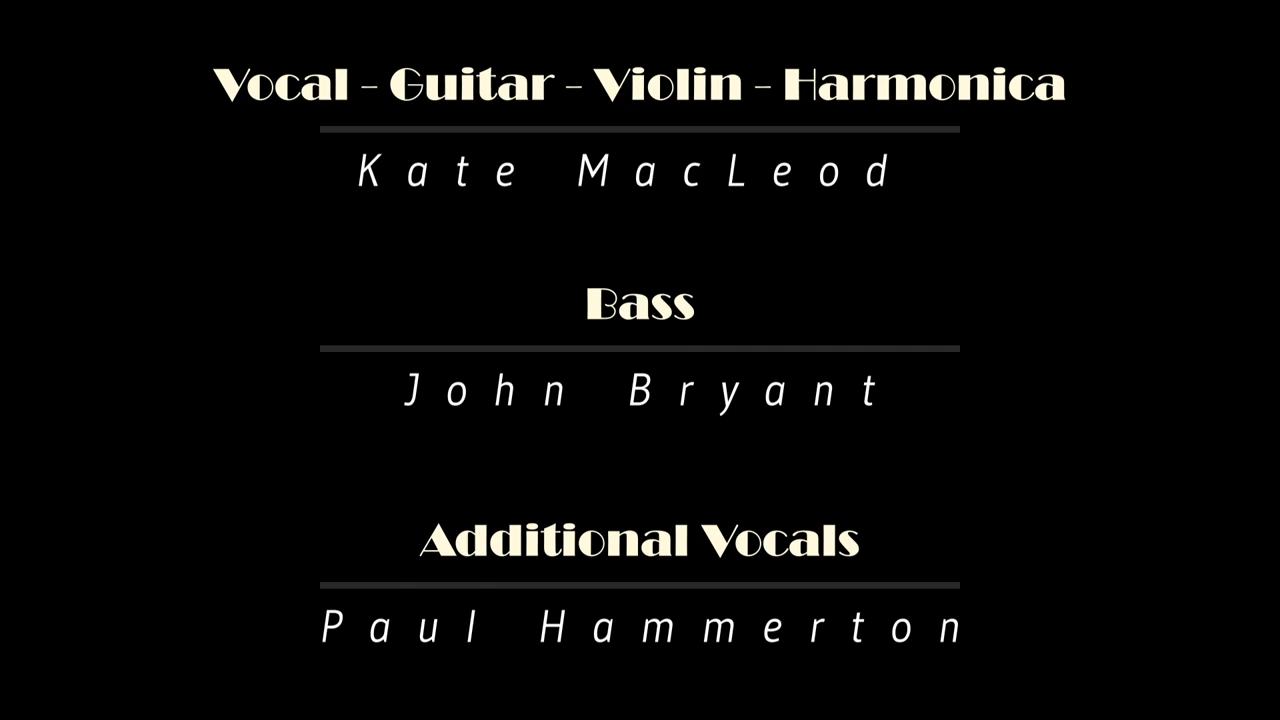 Vocal - Guitar - Violin - Harmonica
Kate MacLeod
Bass
John Bryant
Additional Vocals
Paul Hammerton